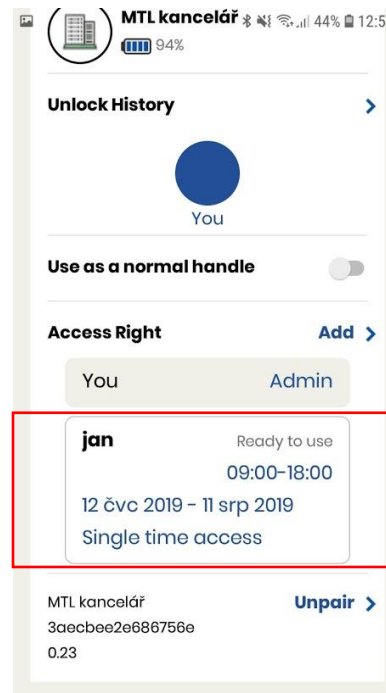 MTL kancelář 44% 12:5
94%
Unlock History
You
Use as a normal handle
Access Right Add
You Admin
jan Ready to use
09:00-18:00
12 čvc 2019 - 11 srp 2019
Single time access
MTL kancelář Unpair
3aecbee2e686756e
0.23